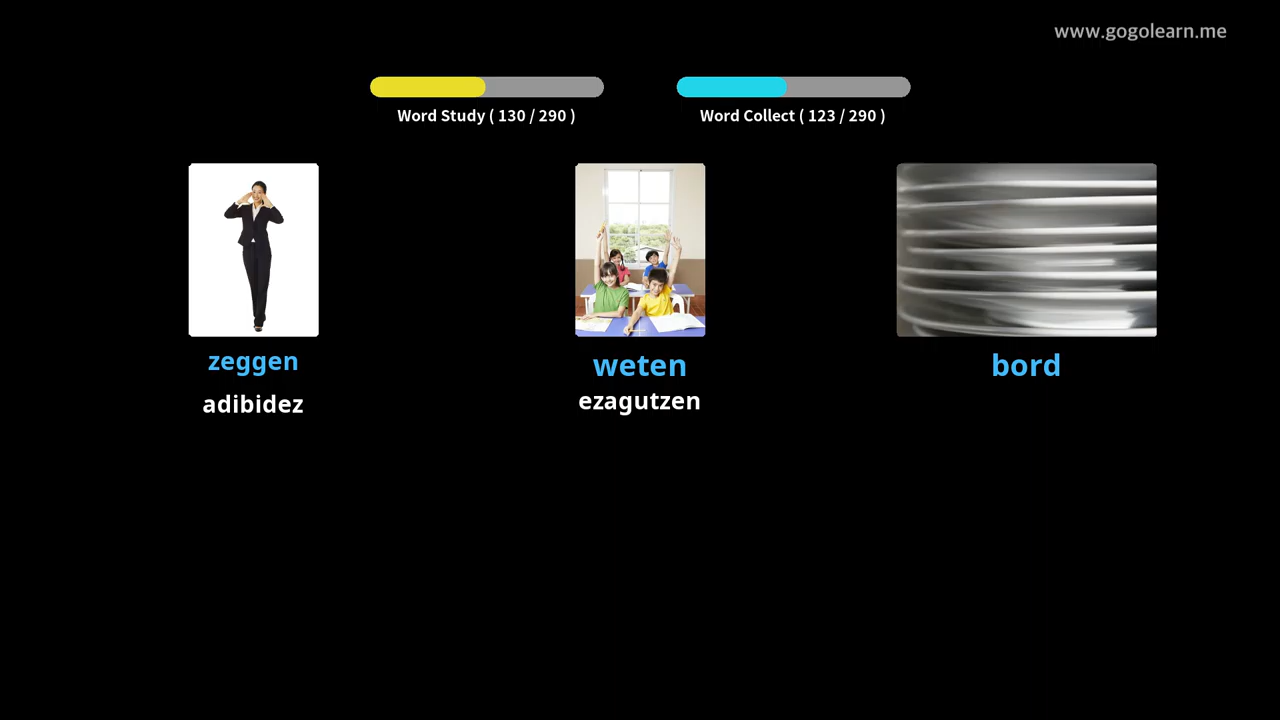 www.gogolearn.me
Word Study ( 130 / 290 )
Word Collect ( 123 / 290 )
zeggen
adibidez
weten
ezagutzen
bord